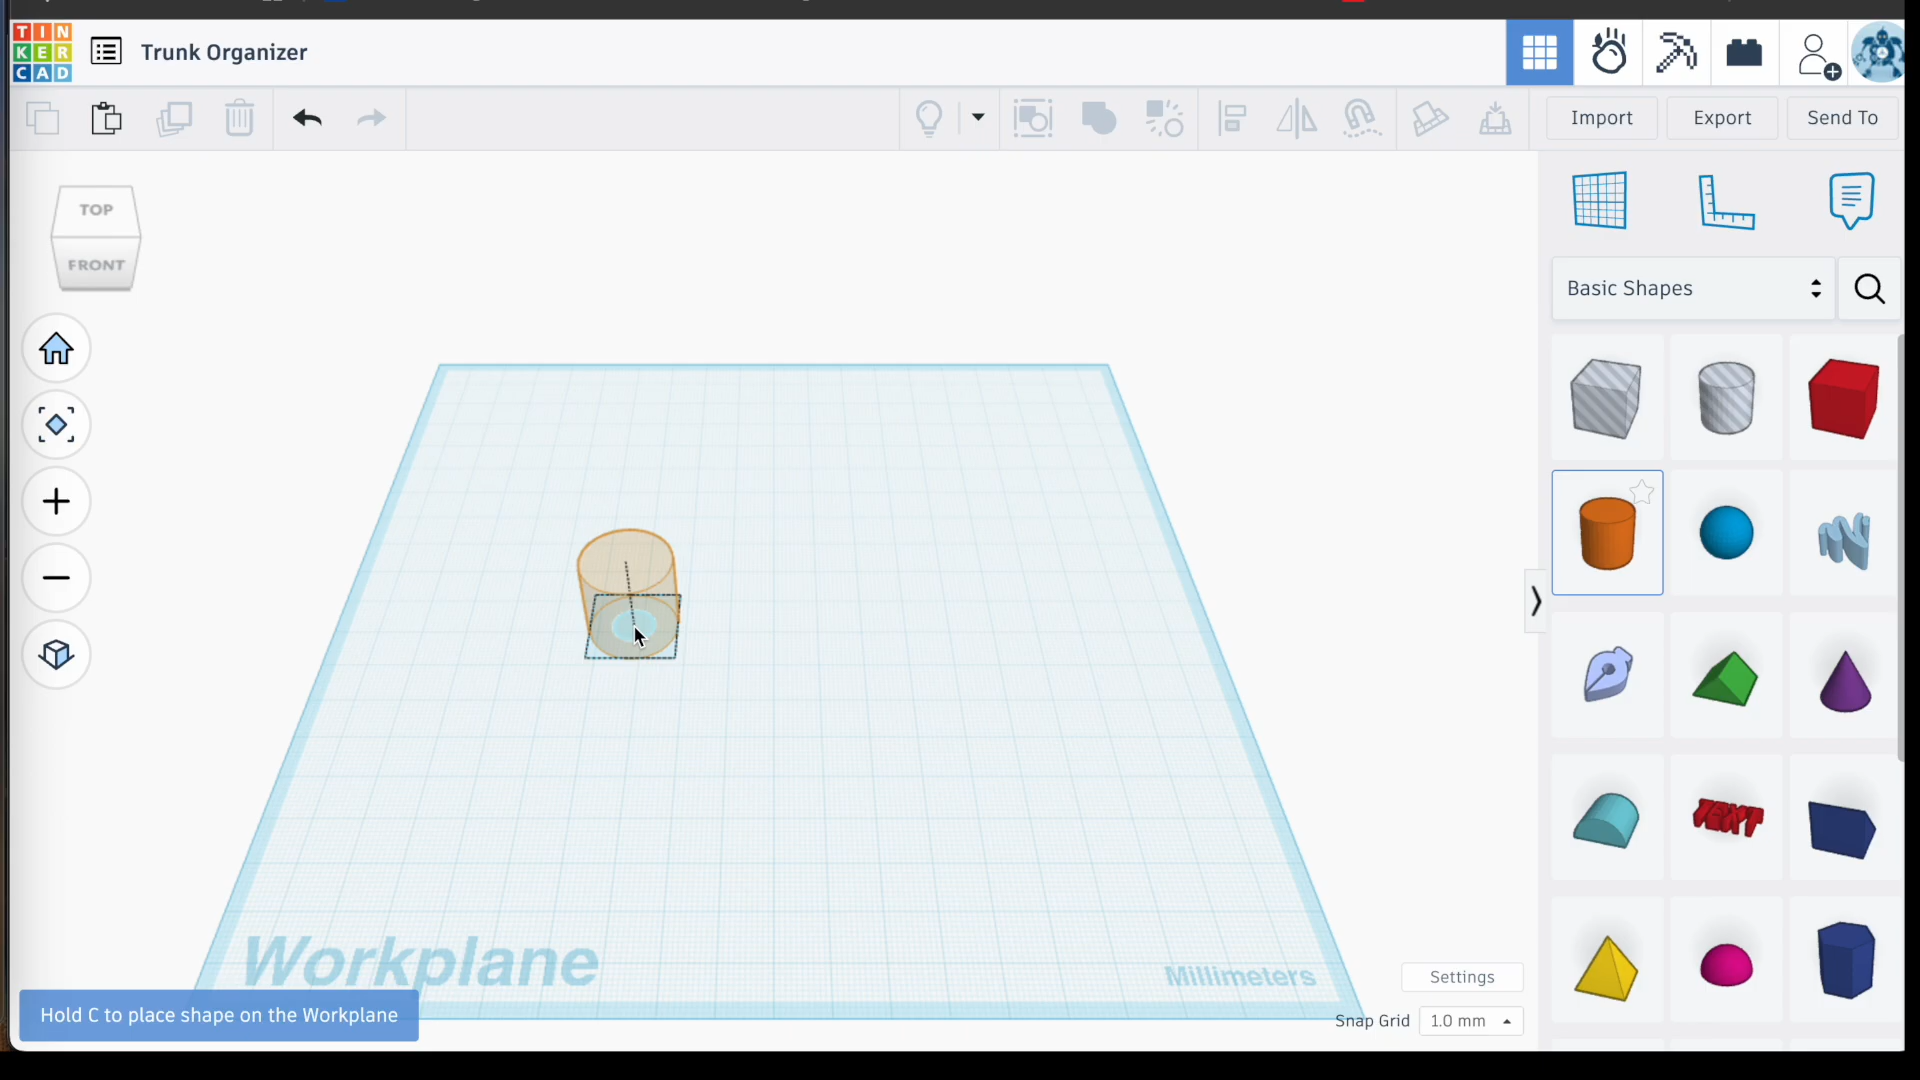 TIN
KER
CAD
Trunk Organizer
Import
Export
Send To
TOP
FRONT
Basic Shapes
TEXT
Workplane
Millimeters
Settings
Hold C to place shape on the Workplane
Snap Grid
1.0 mm